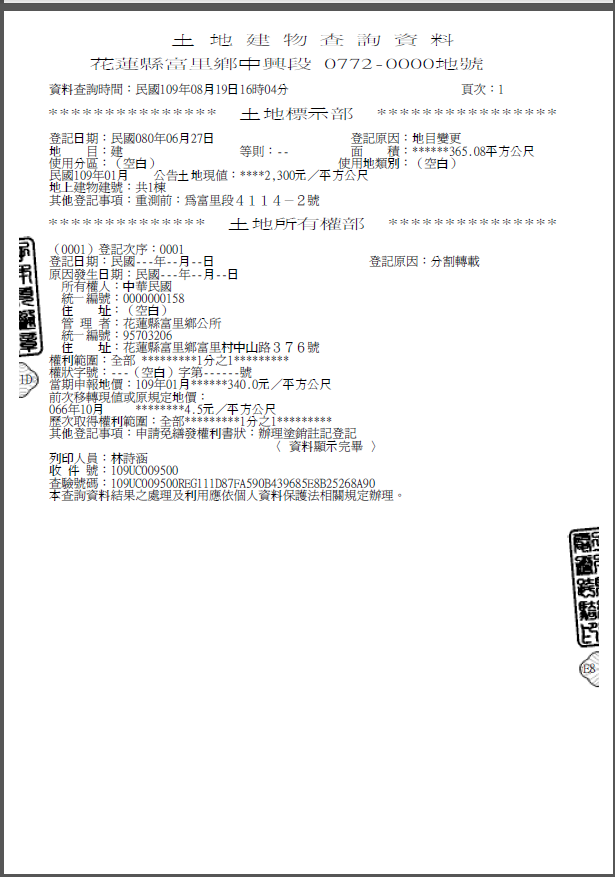 土地建物查詢資料
花蓮縣富里鄉中興段 0772-0000地號
資料查詢時間：民國109年08月19日16時04分 頁次：1
*************** 土地標示部 ****************
登記日期：民國080年06月27日 登記原因：地目變更
地 目：建 等則：-- 面 積：******365.08平方公尺
使用分區：（空白） 使用地類別：（空白）
民國109年01月 公告土地現值：****2,300元／平方公尺
地上建物建號：共1棟
其他登記事項：重測前：為富里段４１１４－２號
************** 土地所有權部 ***************
（0001）登記次序：0001
登記日期：民國---年--月--日 登記原因：分割轉載
原因發生日期：民國---年--月--日
所有權人：中華民國
統一編號：0000000158
住 址：（空白）
管 理 者：花蓮縣富里鄉公所
統一編號：95703206
住 址：花蓮縣富里鄉富里村中山路３７６號
權利範圍：全部 *********1分之1*********
權狀字號：---（空白）字第------號
當期申報地價：109年01月******340.0元／平方公尺
前次移轉現值或原規定地價：
066年10月 ********4.5元／平方公尺
歷次取得權利範圍：全部*********1分之1*********
其他登記事項：申請免繕發權利書狀：辦理塗銷註記登記
〈 資料顯示完畢 〉
列印人員：林詩涵
收 件 號：109UC009500
查驗號碼：109UC009500REG111D87FA590B439685E8B25268A90
本查詢資料結果之處理及利用應依個人資料保護法相關規定辦理。
1D
電子謄
騎縫章
E8